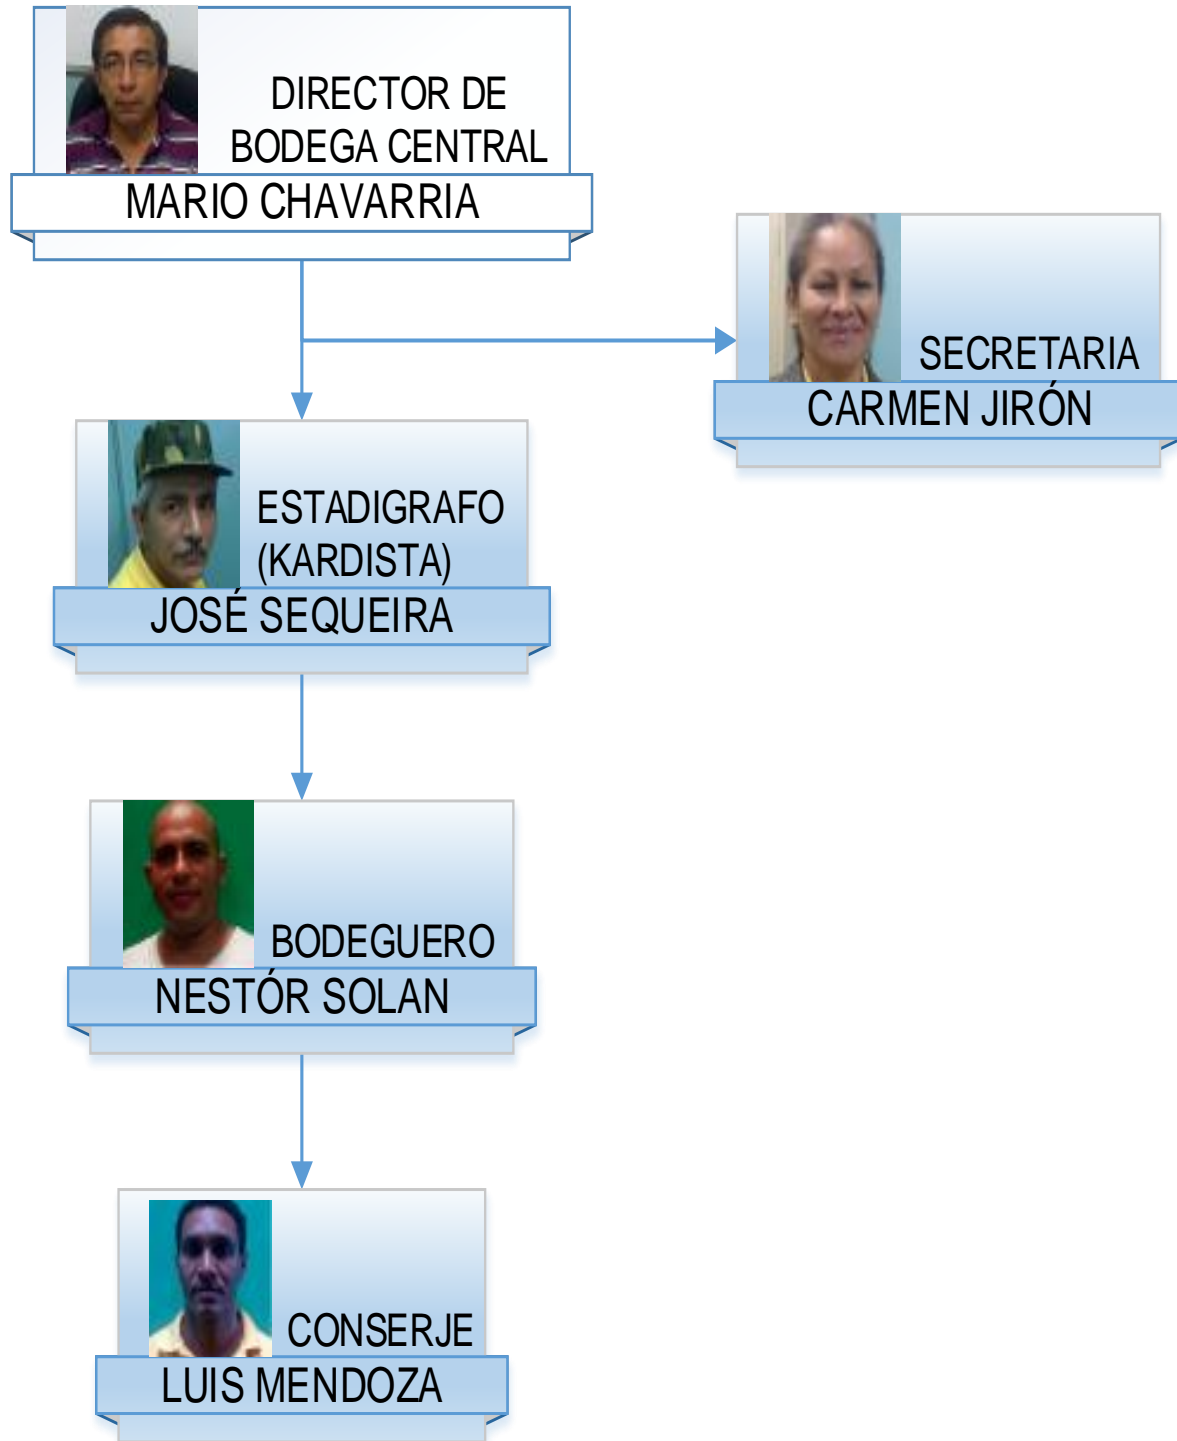 DIRECTOR DE
BODEGA CENTRAL
MARIO CHAVARRIA
SECRETARIA
CARMEN JIRÓN
ESTADIGRAFO
(KARDISTA)
JOSÉ SEQUEIRA
BODEGUERO
NESTÓR SOLAN
CONSERJE
LUIS MENDOZA